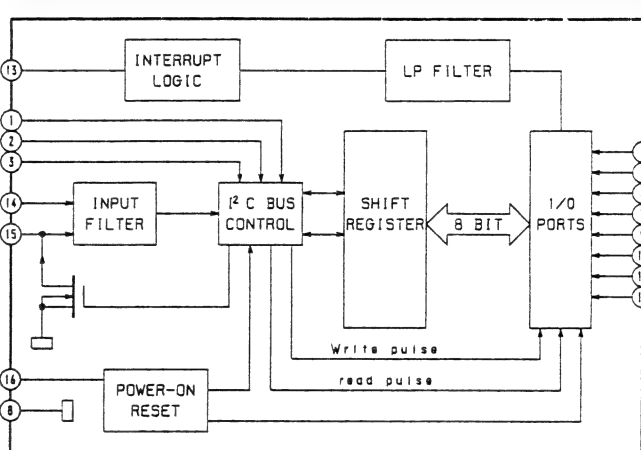 13
INTERRUPT
LOGIC
LP FILTER
1
2
3
14
INPUT
FILTER
I² C BUS
CONTROL
SHIFT
REGISTER
8 BIT
I/O
PORTS
15
Write pulse
read pulse
16
POWER-ON
RESET
8